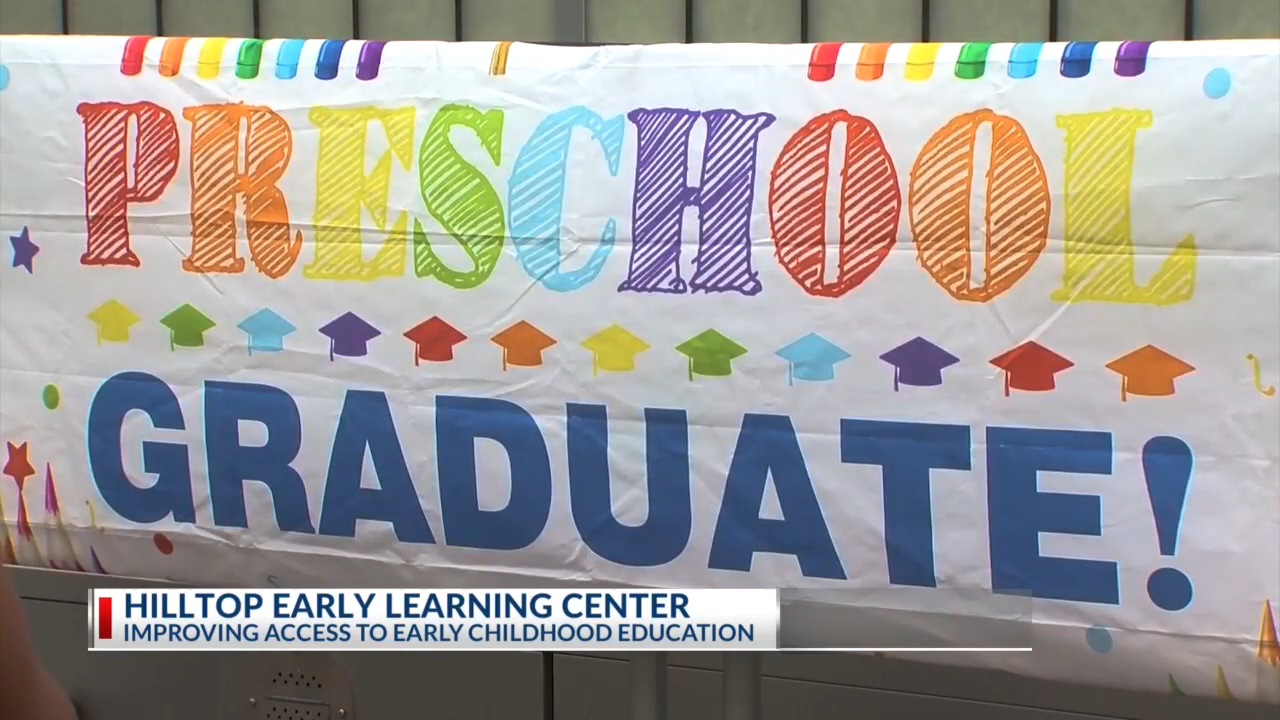 PRESCHOOL
GRADUATE!
HILLTOP EARLY LEARNING CENTER
IMPROVING ACCESS TO EARLY CHILDHOOD EDUCATION